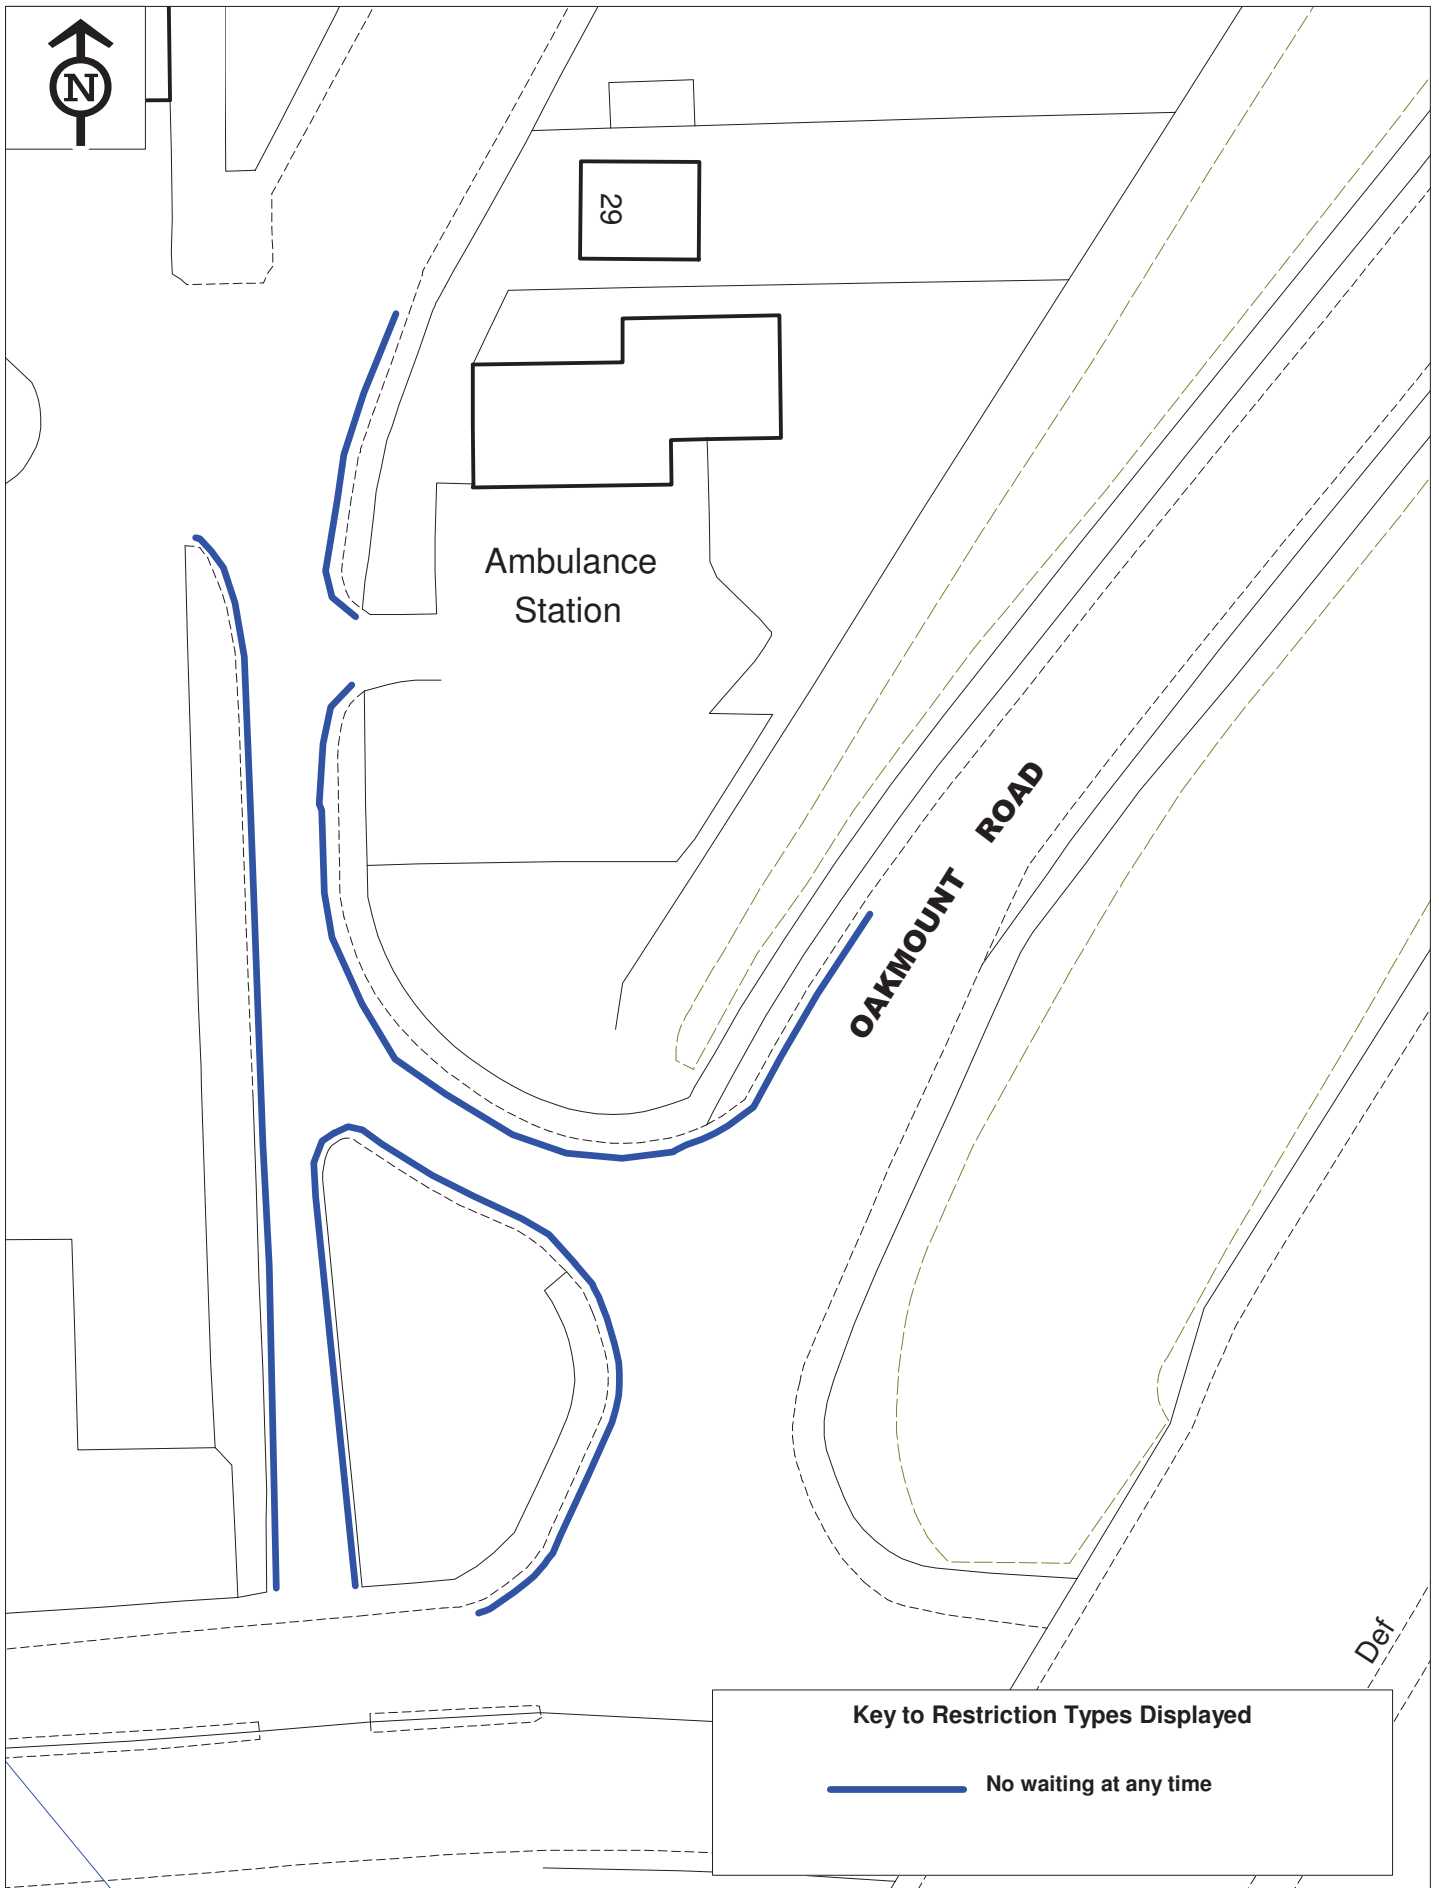 N
29
Ambulance
Station
OAKMOUNT ROAD
Def
Key to Restriction Types Displayed
No waiting at any time